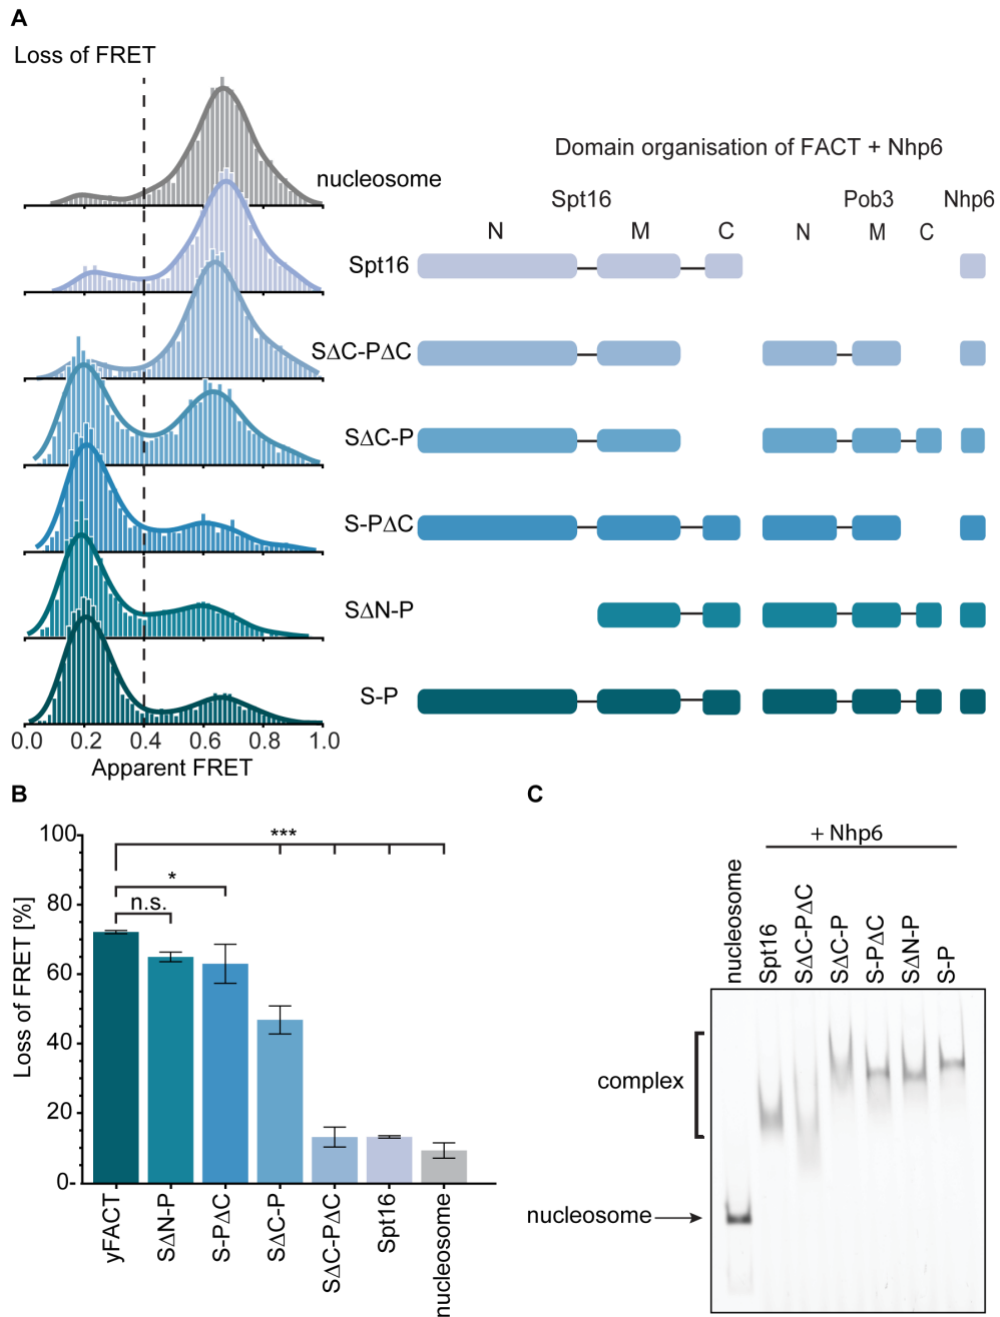 A
Loss of FRET
Domain organisation of FACT + Nhp6
Spt16 Pob3 Nhp6
N M C N M C
nucleosome
Spt16
SΔC-PΔC
SΔC-P
S-PΔC
SΔN-P
S-P
0.0 0.2 0.4 0.6 0.8 1.0
Apparent FRET
B
Loss of FRET [%]
100
80
60
40
20
0
***
*
n.s.
yFACT
SΔN-P
S-PΔC
SΔC-P
SΔC-PΔC
Spt16
nucleosome
C
+ Nhp6
nucleosome
Spt16
SΔC-PΔC
SΔC-P
S-PΔC
SΔN-P
S-P
complex
nucleosome